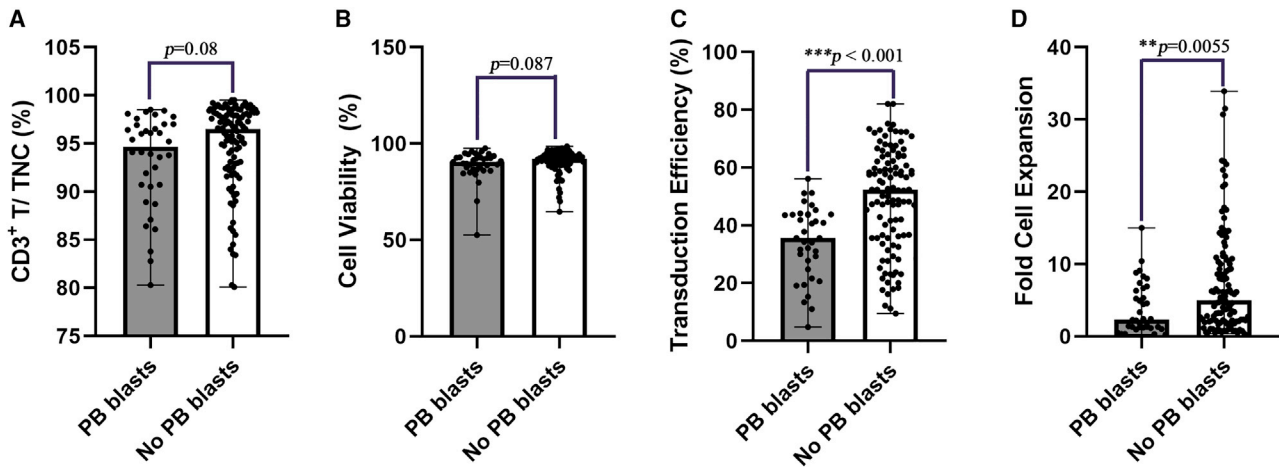 A
CD3+ T/ TNC (%)
105
100
95
90
85
80
75
p=0.08
PB blasts
No PB blasts
B
Cell Viability (%)
150
100
50
0
p=0.087
PB blasts
No PB blasts
C
Transduction Efficiency (%)
100
80
60
40
20
0
***p < 0.001
PB blasts
No PB blasts
D
Fold Cell Expansion
40
30
20
10
0
**p=0.0055
PB blasts
No PB blasts